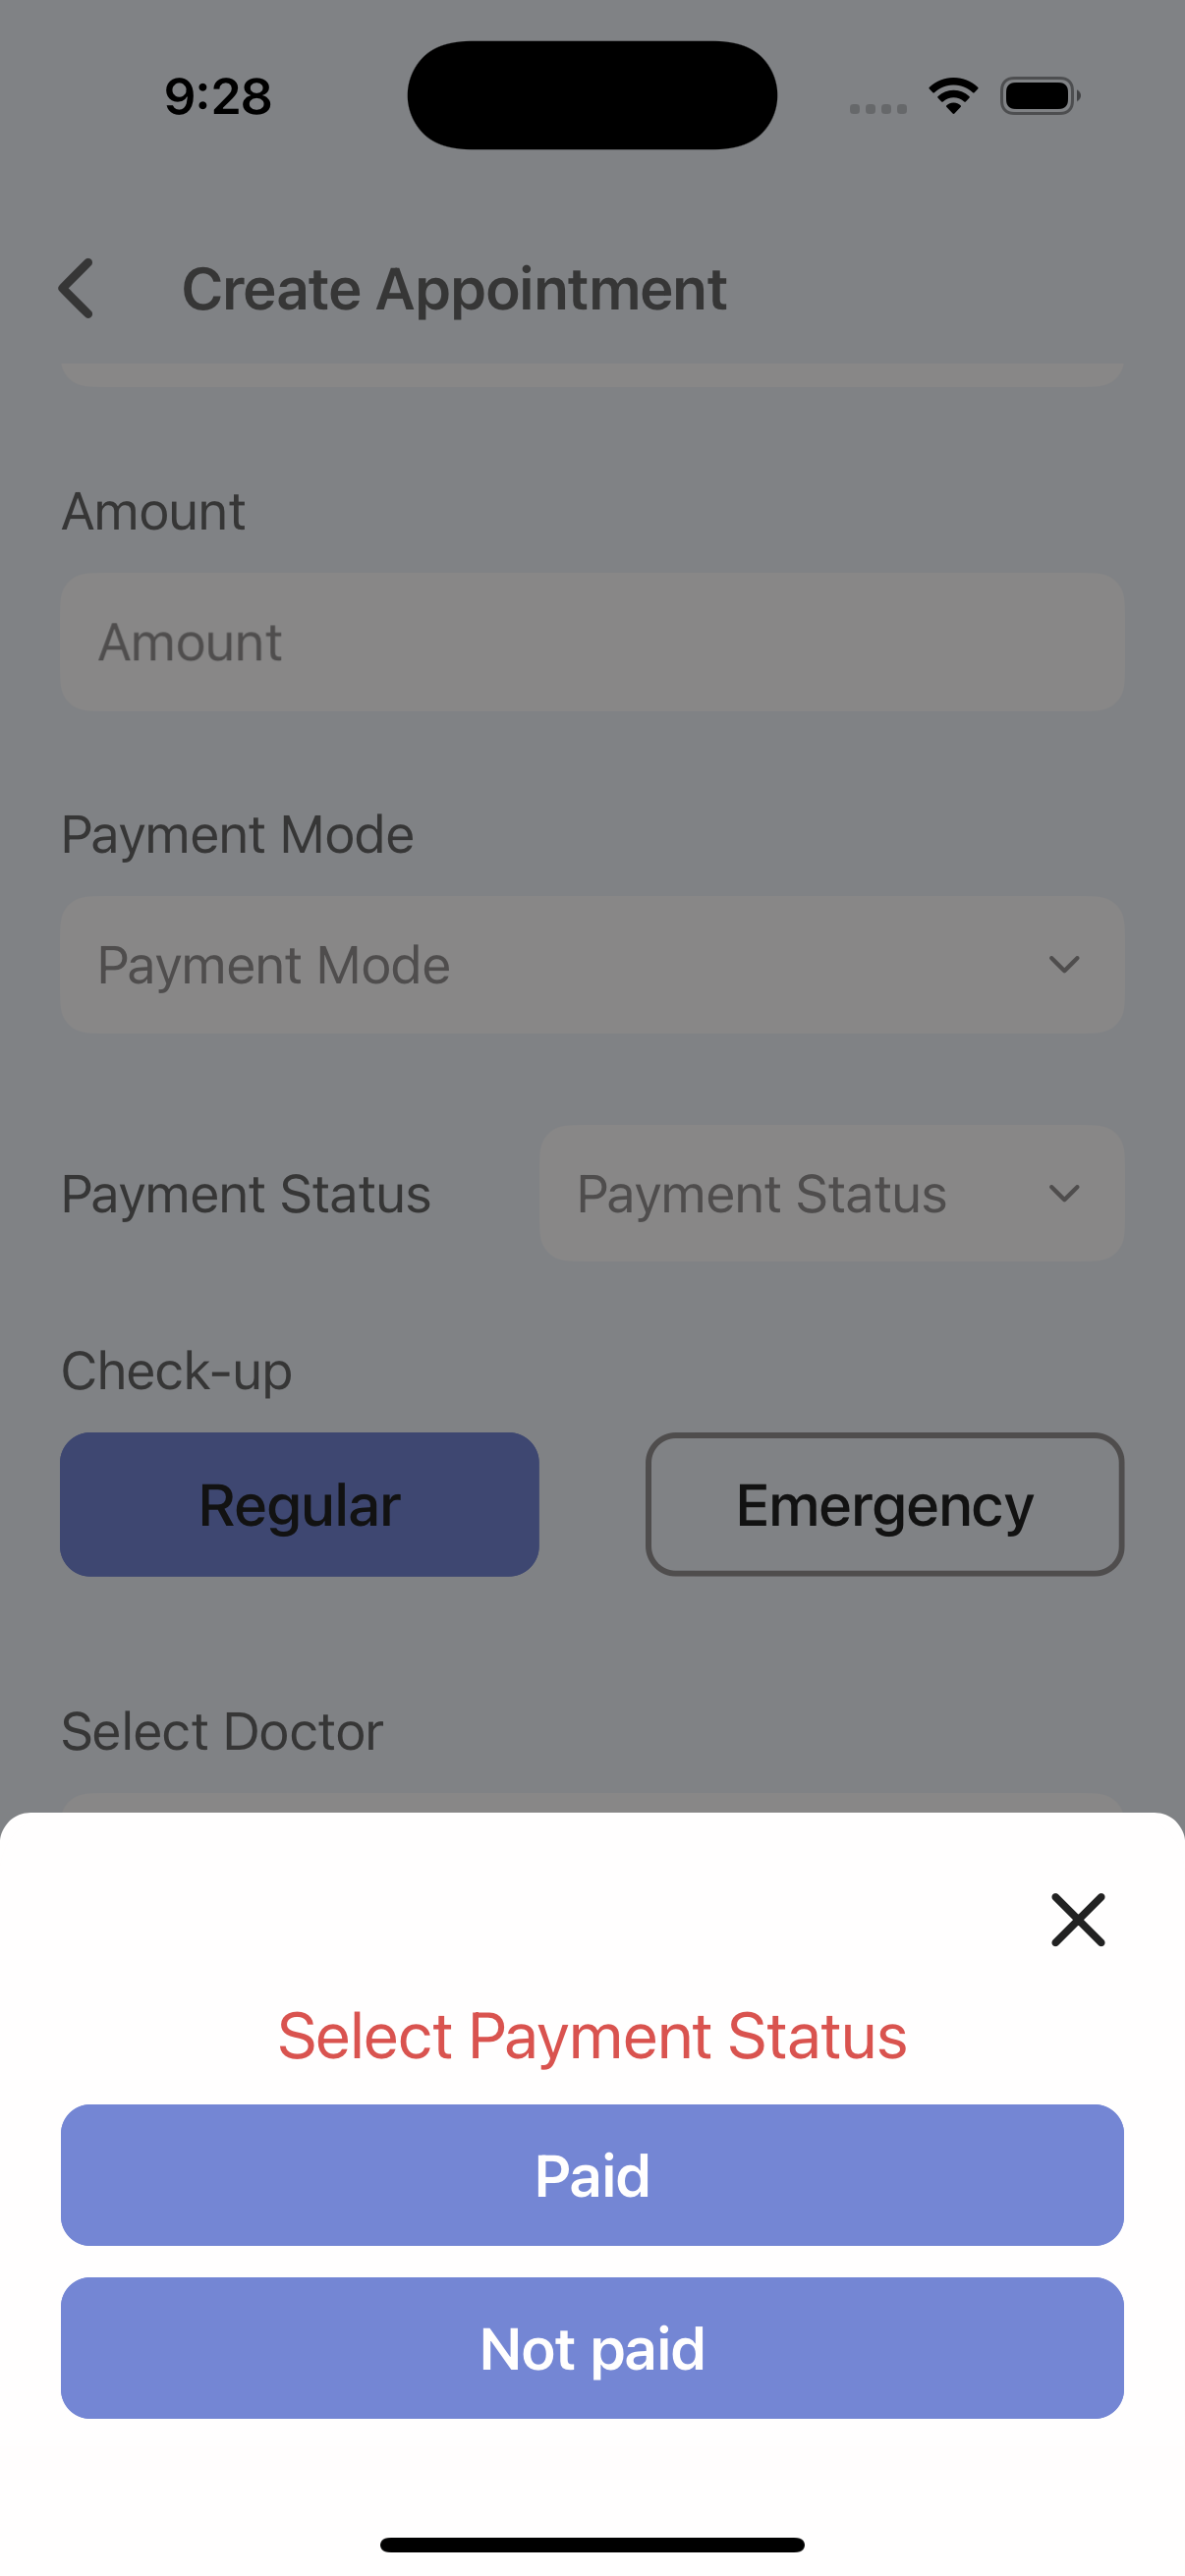 9:28
Create Appointment
Amount
Amount
Payment Mode
Payment Mode
Payment Status
Payment Status
Check-up
Regular
Emergency
Select Doctor
Select Payment Status
Paid
Not paid